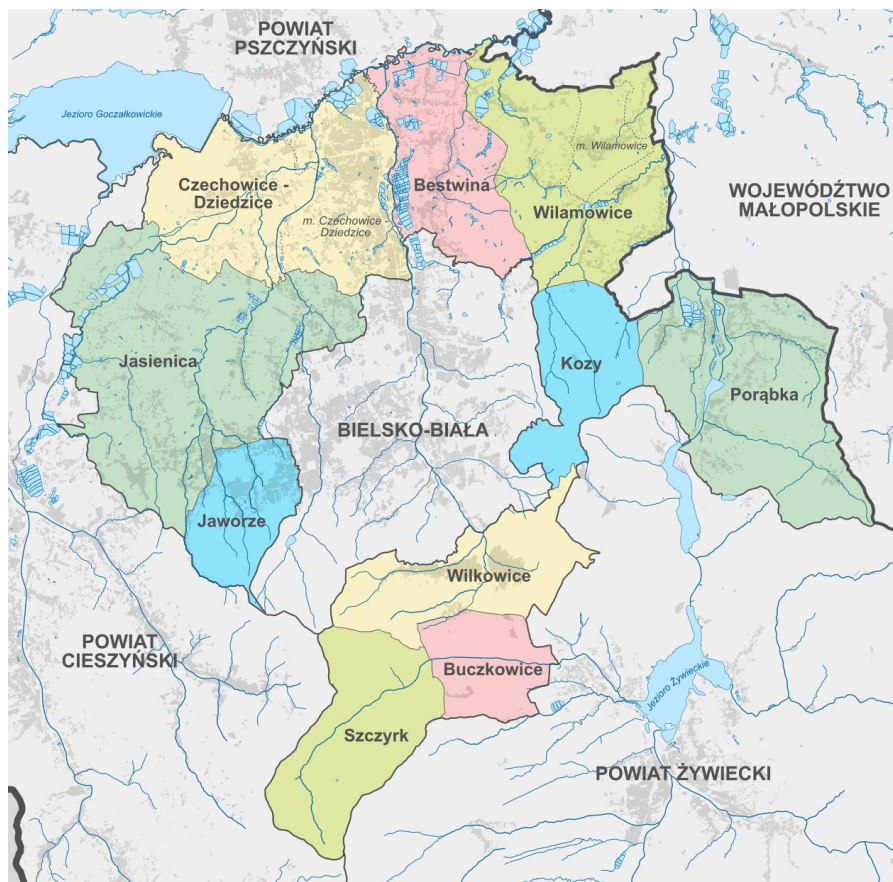 POWIAT
PSZCZYŃSKI
Jezioro Goczałkowickie
m. Wilamowice
Czechowice -
Dziedzice
Bestwina
WOJEWÓDŹTWO
MAŁOPOLSKIE
Wilamowice
m. Czechowice -
Dziedzice
Jasienica
Kozy
Porąbka
BIELSKO-BIAŁA
Jaworze
Wilkowice
POWIAT
CIESZYŃSKI
Buczkowice
Jezioro Żywieckie
Szczyrk
POWIAT ŻYWIECKI